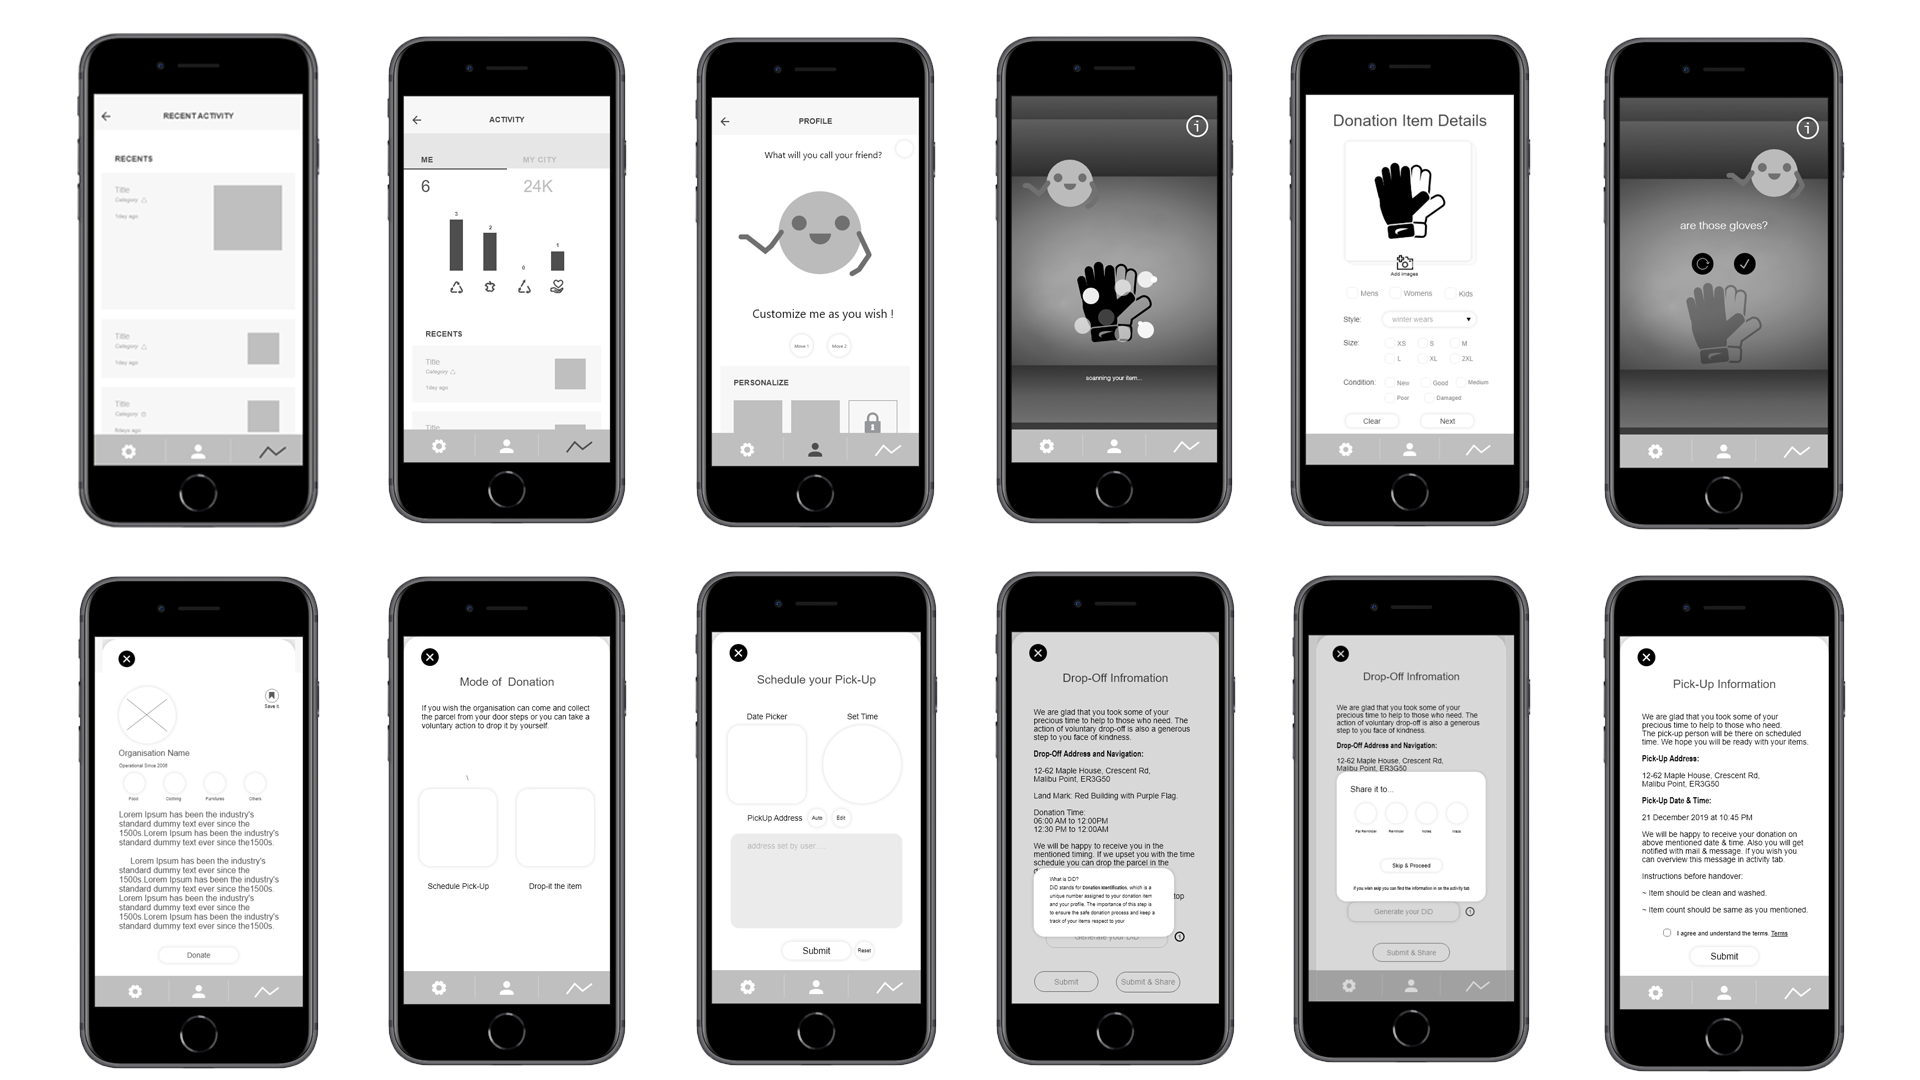 RECENT ACTIVITY
RECENTS
Title
Category
1day ago
Title
Category
1day ago
Title
Category
6days ago
ACTIVITY
ME
MY CITY
6
24K
3
2
0
1
RECENTS
Title
Category
1day ago
Title
PROFILE
What will you call your friend?
Customize me as you wish !
Move 1
Move 2
PERSONALIZE
i
scanning your item...
Donation Item Details
Add images
Mens
Womens
Kids
Style:
winter wears
Size:
XS
S
M
L
XL
2XL
Condition:
New
Good
Medium
Poor
Damaged
Clear
Next
i
are those gloves?
Save it
Organisation Name
Operational Since 2006
Food
Clothing
Furnitures
Others
Lorem Ipsum has been the industry's
standard dummy text ever since the
1500s.Lorem Ipsum has been the industry's
standard dummy text ever since the1500s.
Lorem Ipsum has been the industry's
standard dummy text ever since the
1500s.Lorem Ipsum has been the industry's
standard dummy text ever since the1500s.
Lorem Ipsum has been the industry's
standard dummy text ever since the
1500s.Lorem Ipsum has been the industry's
standard dummy text ever since the1500s.
Donate
Mode of Donation
If you wish the organisation can come and collect
the parcel from your door steps or you can take a
voluntary action to drop it by yourself.
\
Schedule Pick-Up
Drop-it the item
Schedule your Pick-Up
Date Picker
Set Time
PickUp Address
Auto
Edit
address set by user....
Submit
Reset
Drop-Off Infromation
We are glad that you took some of your
precious time to help to those who need. The
action of voluntary drop-off is also a generous
step to you face of kindness.
Drop-Off Address and Navigation:
12-62 Maple House, Crescent Rd,
Malibu Point, ER3G50
Land Mark: Red Building with Purple Flag.
Donation Time:
06:00 AM to 12:00PM
12:30 PM to 12:00AM
We will be happy to receive you in the
mentioned timing. If we upset you with the time
schedule you can drop the parcel in the
What is DiD?
DiD stands for Donation Identification, which is a
unique number assigned to your donation item
and your profile. The importance of this step is
to ensure the safe donation process and keep a
track of your items respect to your
top
Generate your DiD
Submit
Submit & Share
Drop-Off Infromation
We are glad that you took some of your
precious time to help to those who need. The
action of voluntary drop-off is also a generous
step to you face of kindness.
Drop-Off Address and Navigation:
12-62 Maple House, Crescent Rd,
Malibu Point, ER3G50
Share it to...
Reminder
Notes
Skip & Proceed
If you wish skip you can find the information in on the activity tab
Generate your DiD
Submit & Share
Pick-Up Information
We are glad that you took some of your
precious time to help to those who need.
The pick-up person will be there on scheduled
time. We hope you will be ready with your items.
Pick-Up Address:
12-62 Maple House, Crescent Rd,
Malibu Point, ER3G50
Pick-Up Date & Time:
21 December 2019 at 10:45 PM
We will be happy to receive your donation on
above mentioned date & time. Also you will get
notified with mail & message. If you wish you
can overview this message in activity tab.
Instructions before handover:
~ Item should be clean and washed.
~ Item count should be same as you mentioned.
I agree and understand the terms. Terms
Submit